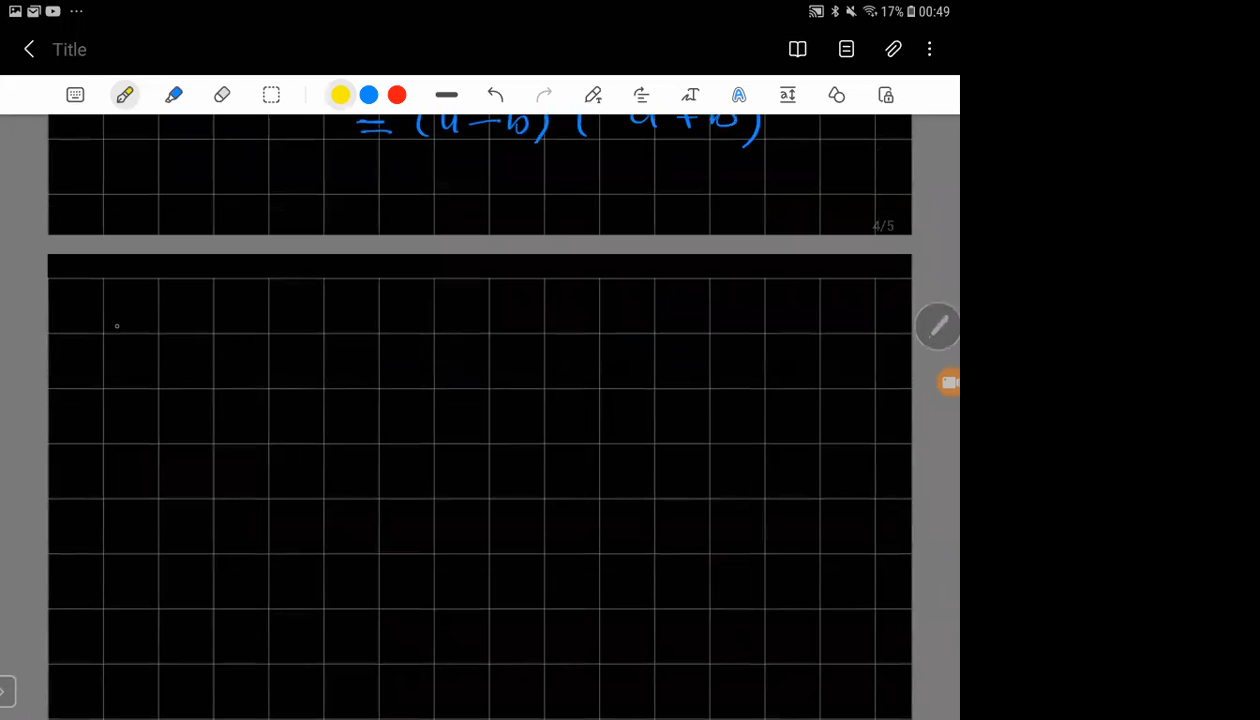 17% 00:49
Title
= (a-b) ( a+b)
4/5